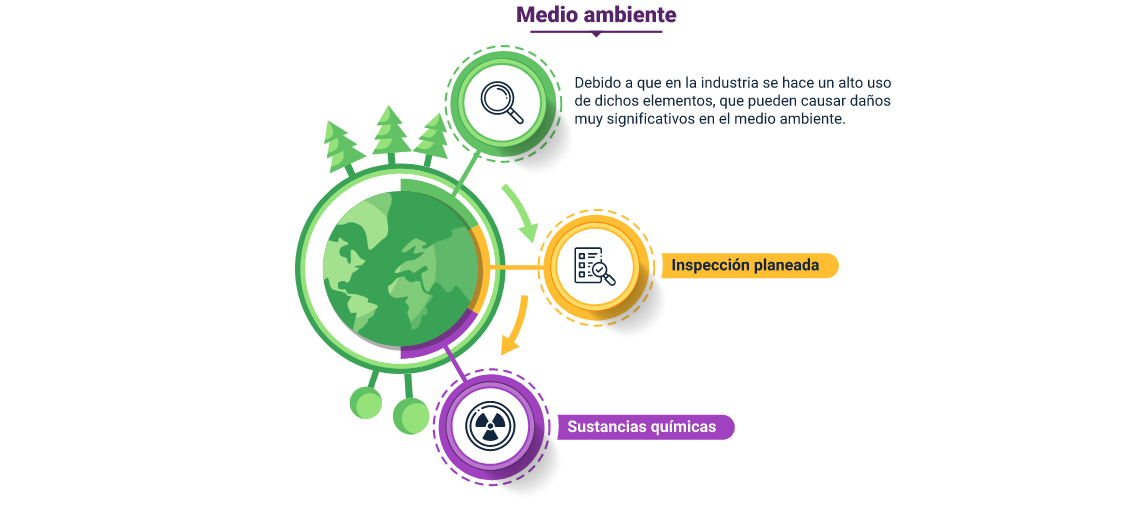 Medio ambiente
Debido a que en la industria se hace un alto uso
de dichos elementos, que pueden causar daños
muy significativos en el medio ambiente.
Inspección planeada
Sustancias químicas